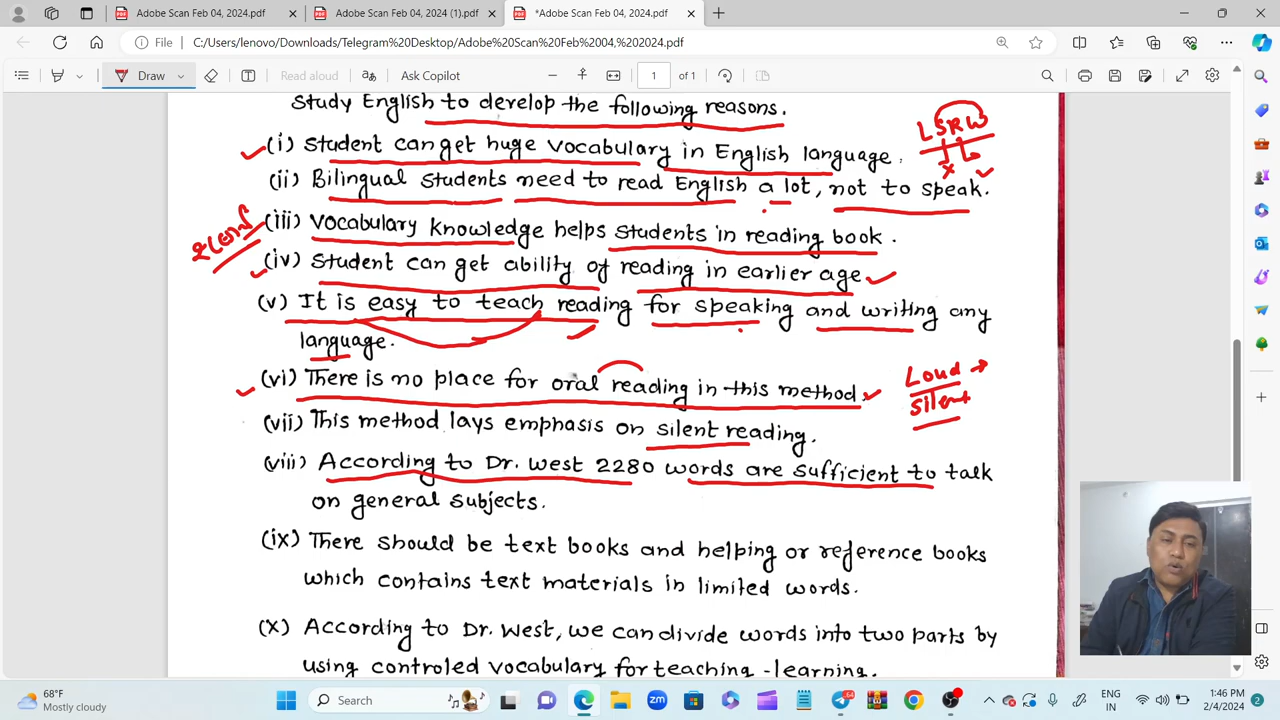 Adobe Scan Feb 04, 2024.pdf
Adobe Scan Feb 04, 2024 (1).pdf
*Adobe Scan Feb 04, 2024.pdf
File C:/Users/lenovo/Downloads/Telegram%20Desktop/Adobe%20Scan%20Feb%2004,%202024.pdf
Draw Read aloud Ask Copilot 1 of 1
Study English to develop the following reasons.
LSRW
(i) Student can get huge vocabulary in English language.
(ii) Bilingual students need to read English a lot, not to speak.
(iii) Vocabulary knowledge helps students in reading book.
(iv) Student can get ability of reading in earlier age
(v) It is easy to teach reading for speaking and writing any
language.
(vi) There is no place for oral reading in this method.
Loud
Silent
(vii) This method lays emphasis on silent reading.
(viii) According to Dr. West 2280 words are sufficient to talk
on general subjects.
(ix) There should be text books and helping or reference books
which contains text materials in limited words.
(x) According to Dr. West, we can divide words into two parts by
using controled vocabulary for teaching-learning.
68°F
Mostly cloudy
Search
64
ENG
IN
1:46 PM
2/4/2024
2